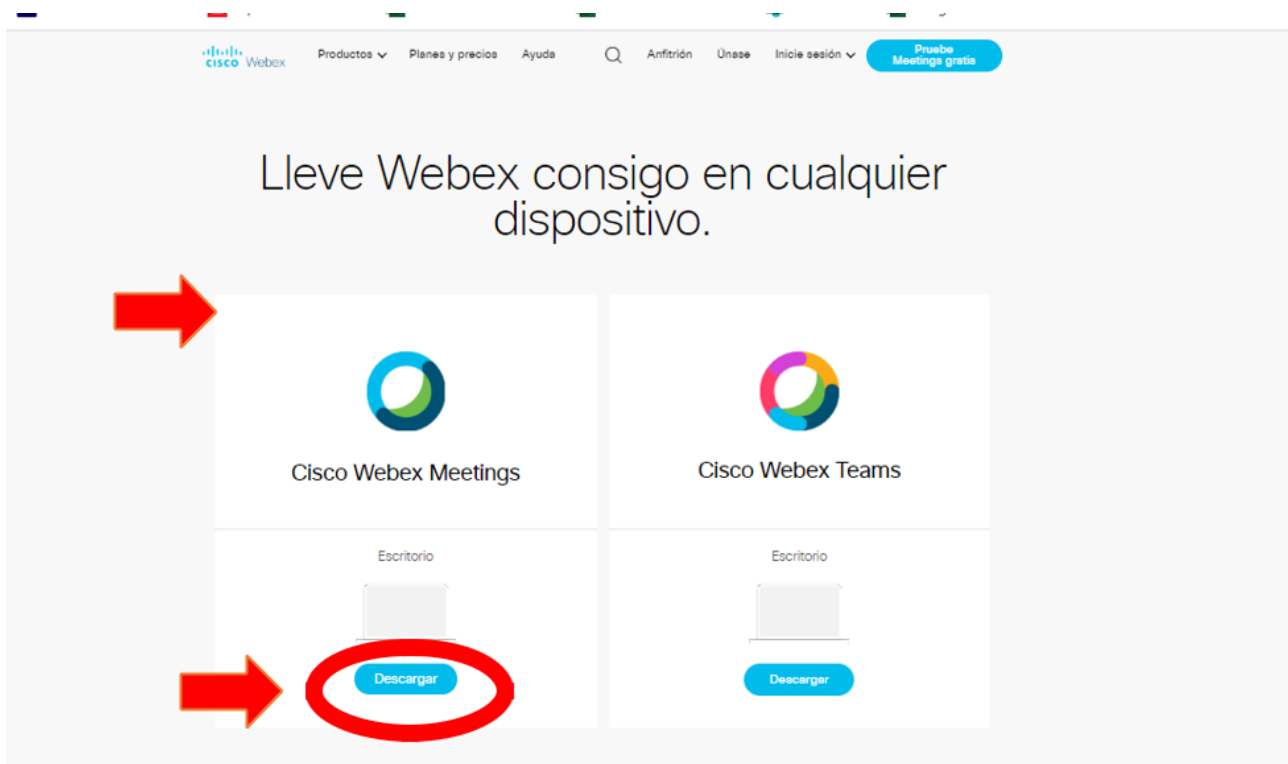 CISCO Webex
Productos Planes y precios Ayuda Anfitrión Únase Inicie sesión Pruebe
Meetings gratis
Lleve Webex consigo en cualquier
dispositivo.
Cisco Webex Meetings
Cisco Webex Teams
Escritorio
Escritorio
Descargar
Descargar